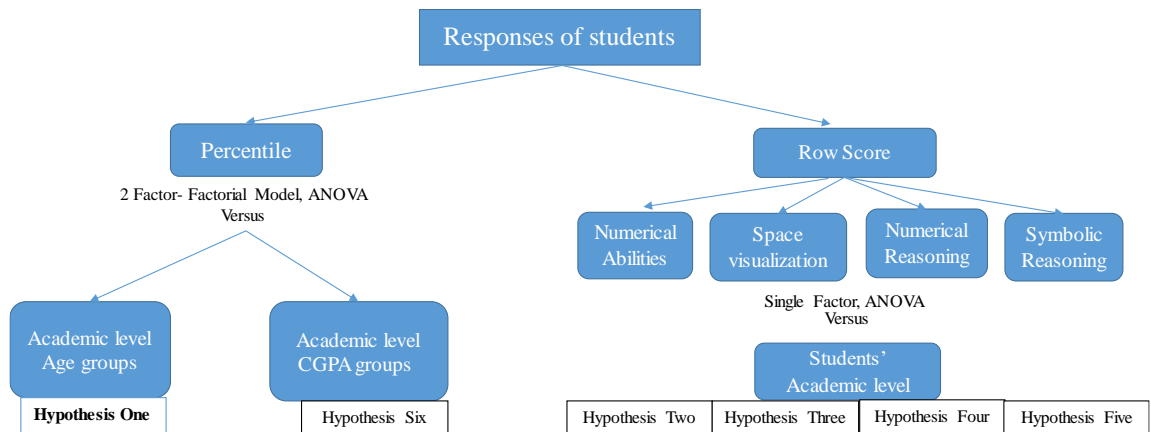 Responses of students
Percentile
Row Score
2 Factor- Factorial Model, ANOVA
Versus
Numerical
Abilities
Space
visualization
Numerical
Reasoning
Symbolic
Reasoning
Single Factor, ANOVA
Versus
Academic level
Age groups
Academic level
CGPA groups
Students’
Academic level
Hypothesis One
Hypothesis Six
Hypothesis Two
Hypothesis Three
Hypothesis Four
Hypothesis Five